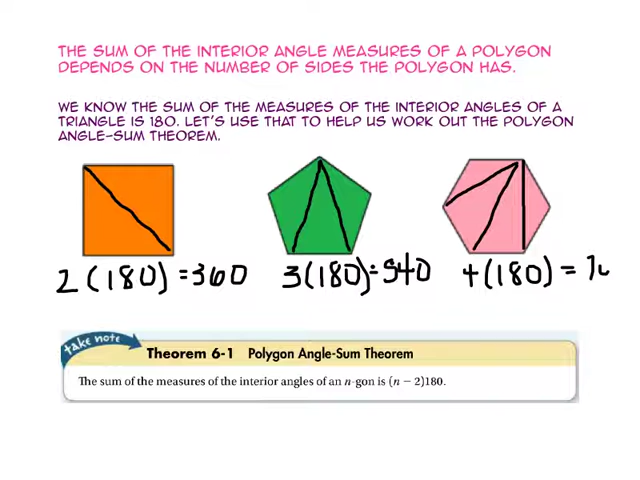 THE SUM OF THE INTERIOR ANGLE MEASURES OF A POLYGON
DEPENDS ON THE NUMBER OF SIDES THE POLYGON HAS.
WE KNOW THE SUM OF THE MEASURES OF THE INTERIOR ANGLES OF A
TRIANGLE IS 180. LET'S USE THAT TO HELP US WORK OUT THE POLYGON
ANGLE-SUM THEOREM.
2(180)=360 3(180)=540 4(180)=
take note
Theorem 6-1 Polygon Angle-Sum Theorem
The sum of the measures of the interior angles of an n-gon is (n − 2)180.